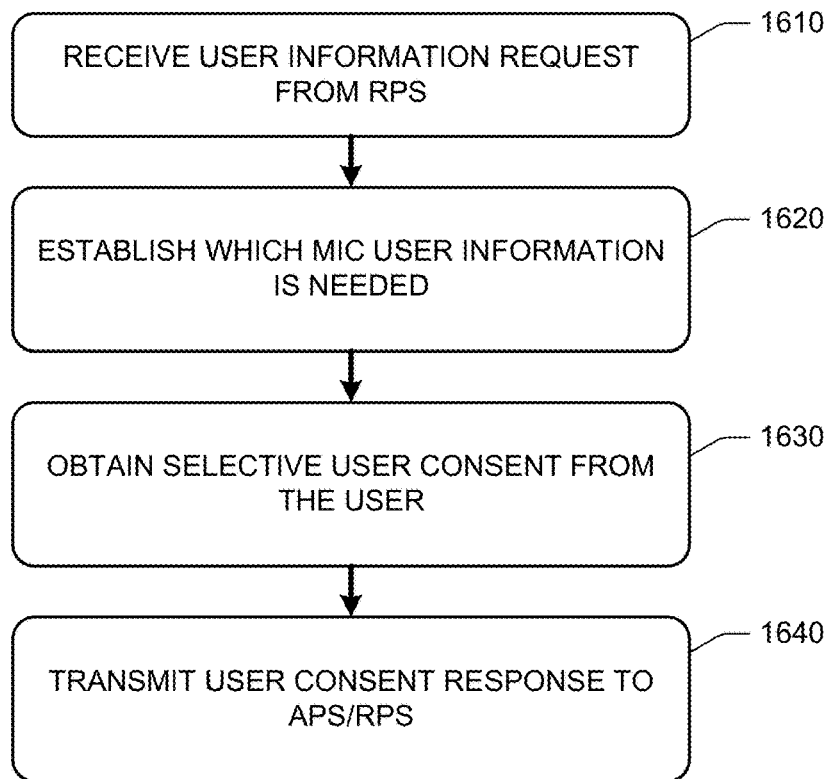 1610
RECEIVE USER INFORMATION REQUEST
FROM RPS
1620
ESTABLISH WHICH MIC USER INFORMATION
IS NEEDED
1630
OBTAIN SELECTIVE USER CONSENT FROM
THE USER
1640
TRANSMIT USER CONSENT RESPONSE TO
APS/RPS